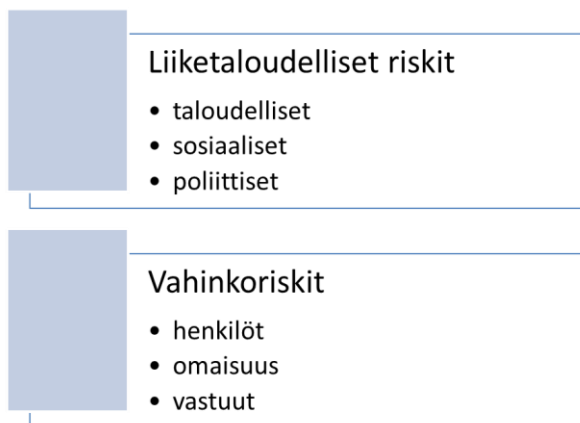 Liiketaloudelliset riskit
• taloudelliset
• sosiaaliset
• poliittiset
Vahinkoriskit
• henkilöt
• omaisuus
• vastuut